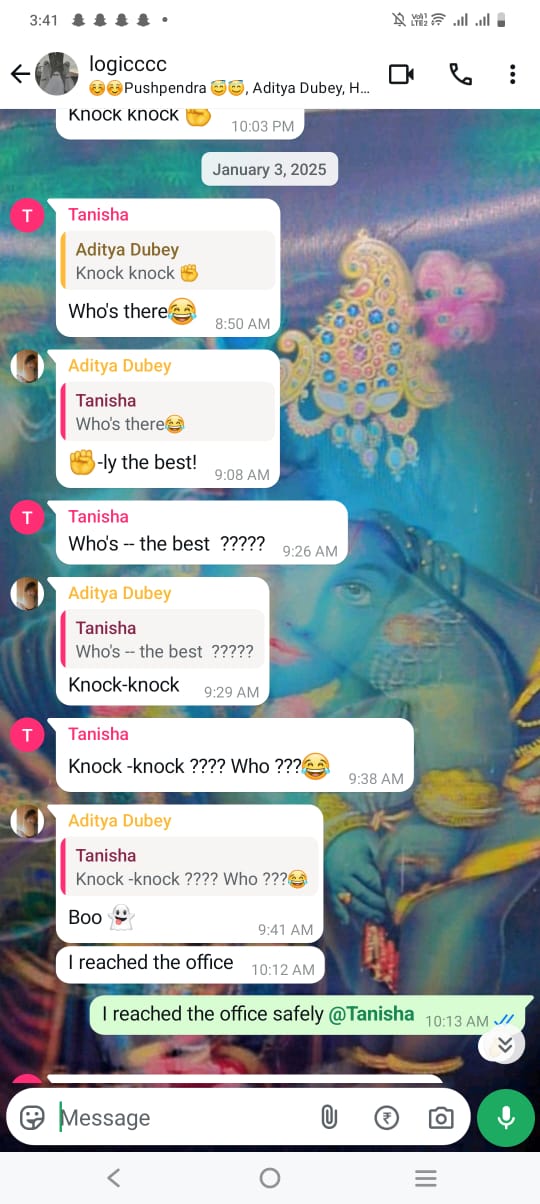 3:41
Vo)) 
LTE2
logicccc
☺️☺️Pushpendra 😇😇, Aditya Dubey, H...
Knock knock ✊
10:03 PM
January 3, 2025
T
Tanisha
Aditya Dubey
Knock knock ✊
Who's there😂
8:50 AM
Aditya Dubey
Tanisha
Who's there😂
✊-ly the best!
9:08 AM
T
Tanisha
Who's -- the best ?????
9:26 AM
Aditya Dubey
Tanisha
Who's -- the best ?????
Knock-knock
9:29 AM
T
Tanisha
Knock -knock ???? Who ???😂
9:38 AM
Aditya Dubey
Tanisha
Knock -knock ???? Who ???😂
Boo 👻
9:41 AM
I reached the office
10:12 AM
I reached the office safely @Tanisha
10:13 AM
Message
₹